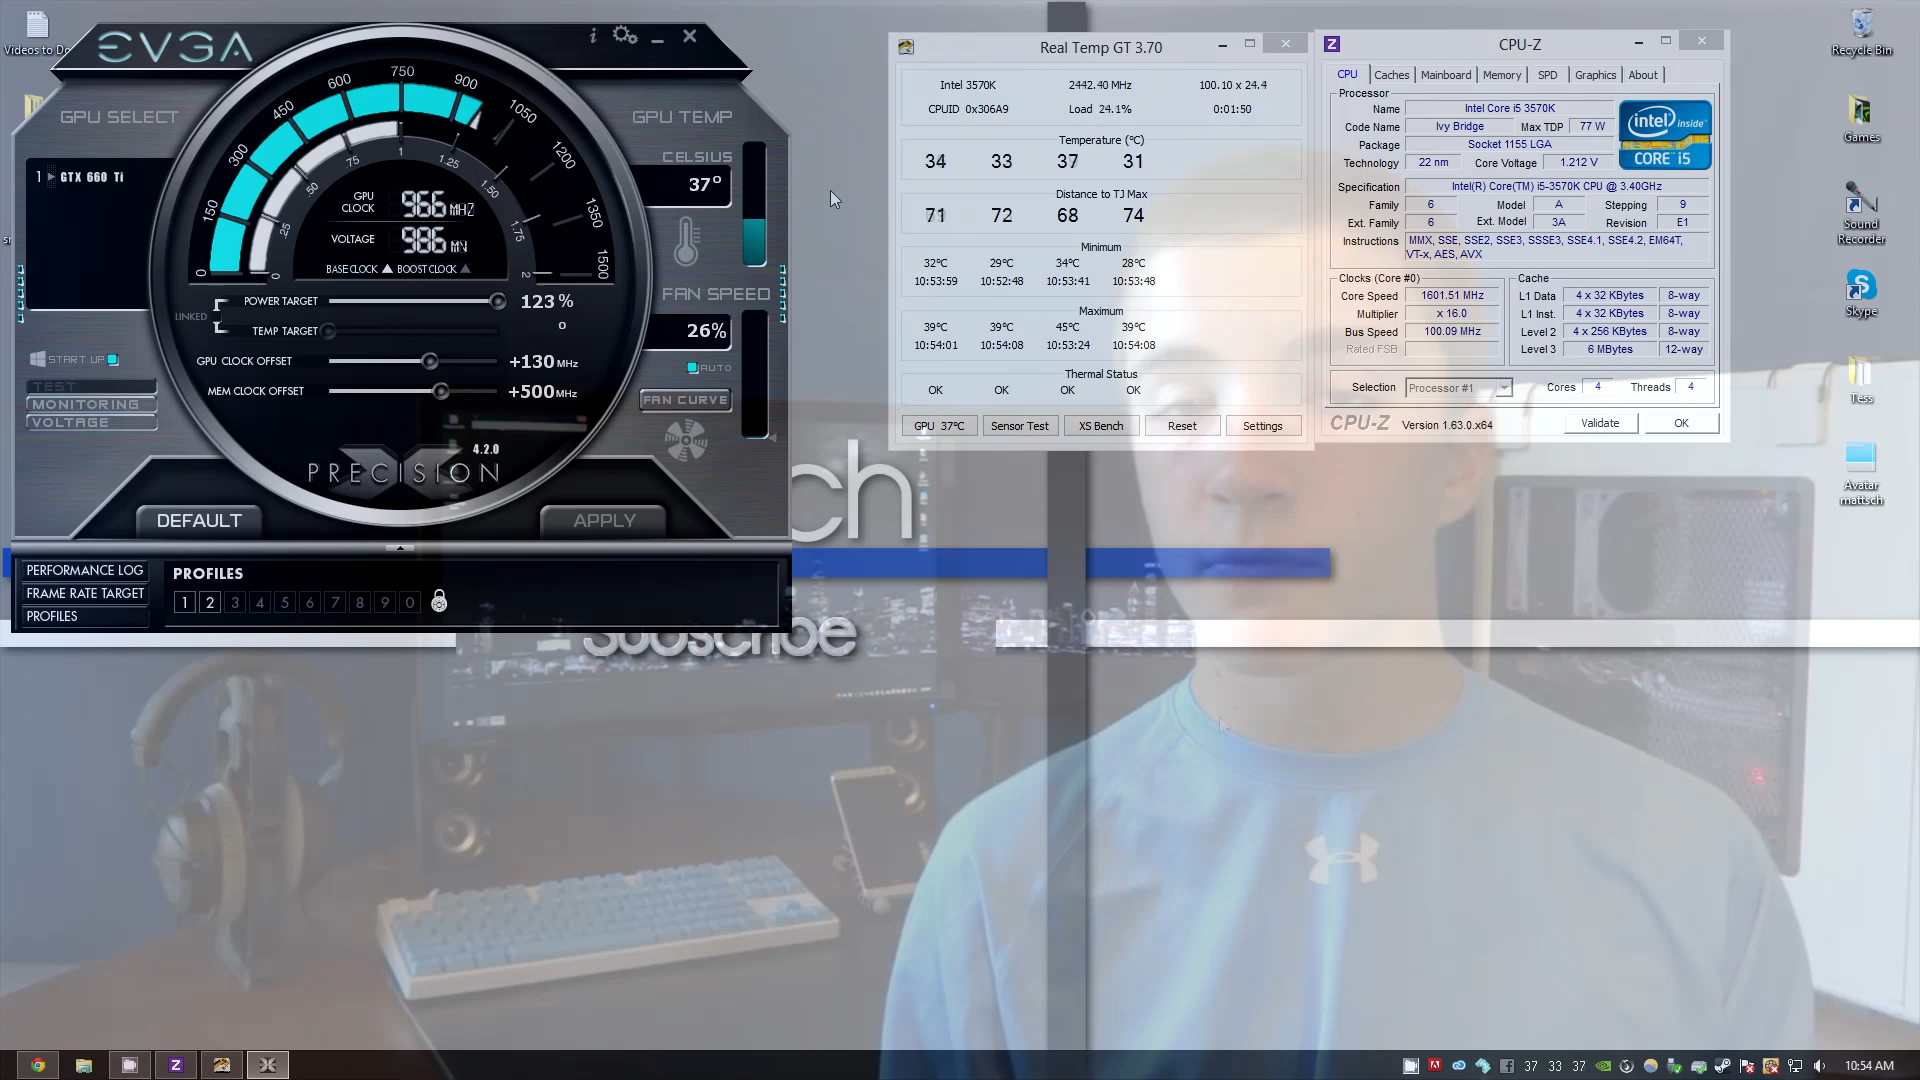 Videos to Do
EVGA
GPU SELECT
1 GTX 660 Ti
0
150
300
450
600
750
900
1050
1200
1350
1500
0
.25
.50
.75
1
1.25
1.50
1.75
2
GPU CLOCK 966 MHZ
VOLTAGE 986 MV
BASE CLOCK BOOST CLOCK
GPU TEMP
CELSIUS
37°
FAN SPEED
26%
AUTO
FAN CURVE
LINKED
POWER TARGET 123 %
TEMP TARGET °
GPU CLOCK OFFSET +130 MHz
MEM CLOCK OFFSET +500 MHz
START UP
TEST
MONITORING
VOLTAGE
4.2.0
PRECISION X
DEFAULT
APPLY
PERFORMANCE LOG
FRAME RATE TARGET
PROFILES
PROFILES
1 2 3 4 5 6 7 8 9 0
ch
Subscribe
Real Temp GT 3.70
Intel 3570K 2442.40 MHz 100.10 x 24.4
CPUID 0x306A9 Load 24.1% 0:01:50
Temperature (°C)
34 33 37 31
Distance to TJ Max
71 72 68 74
Minimum
32°C 29°C 34°C 28°C
10:53:59 10:52:48 10:53:41 10:53:48
Maximum
39°C 39°C 45°C 39°C
10:54:01 10:54:08 10:53:24 10:54:08
Thermal Status
OK OK OK OK
GPU 37°C Sensor Test XS Bench Reset Settings
CPU-Z
CPU Caches Mainboard Memory SPD Graphics About
Processor
Name Intel Core i5 3570K
Code Name Ivy Bridge Max TDP 77 W
Package Socket 1155 LGA
Technology 22 nm Core Voltage 1.212 V
intel inside™
CORE i5
Specification Intel(R) Core(TM) i5-3570K CPU @ 3.40GHz
Family 6 Model A Stepping 9
Ext. Family 6 Ext. Model 3A Revision E1
Instructions MMX, SSE, SSE2, SSE3, SSSE3, SSE4.1, SSE4.2, EM64T,
VT-x, AES, AVX
Clocks (Core #0) Cache
Core Speed 1601.51 MHz L1 Data 4 x 32 KBytes 8-way
Multiplier x 16.0 L1 Inst. 4 x 32 KBytes 8-way
Bus Speed 100.09 MHz Level 2 4 x 256 KBytes 8-way
Rated FSB Level 3 6 MBytes 12-way
Selection Processor #1 Cores 4 Threads 4
CPU-Z Version 1.63.0.x64 Validate OK
Recycle Bin
Games
Sound
Recorder
Skype
Tess
Avatar
mattsch
37 33 37
10:54 AM